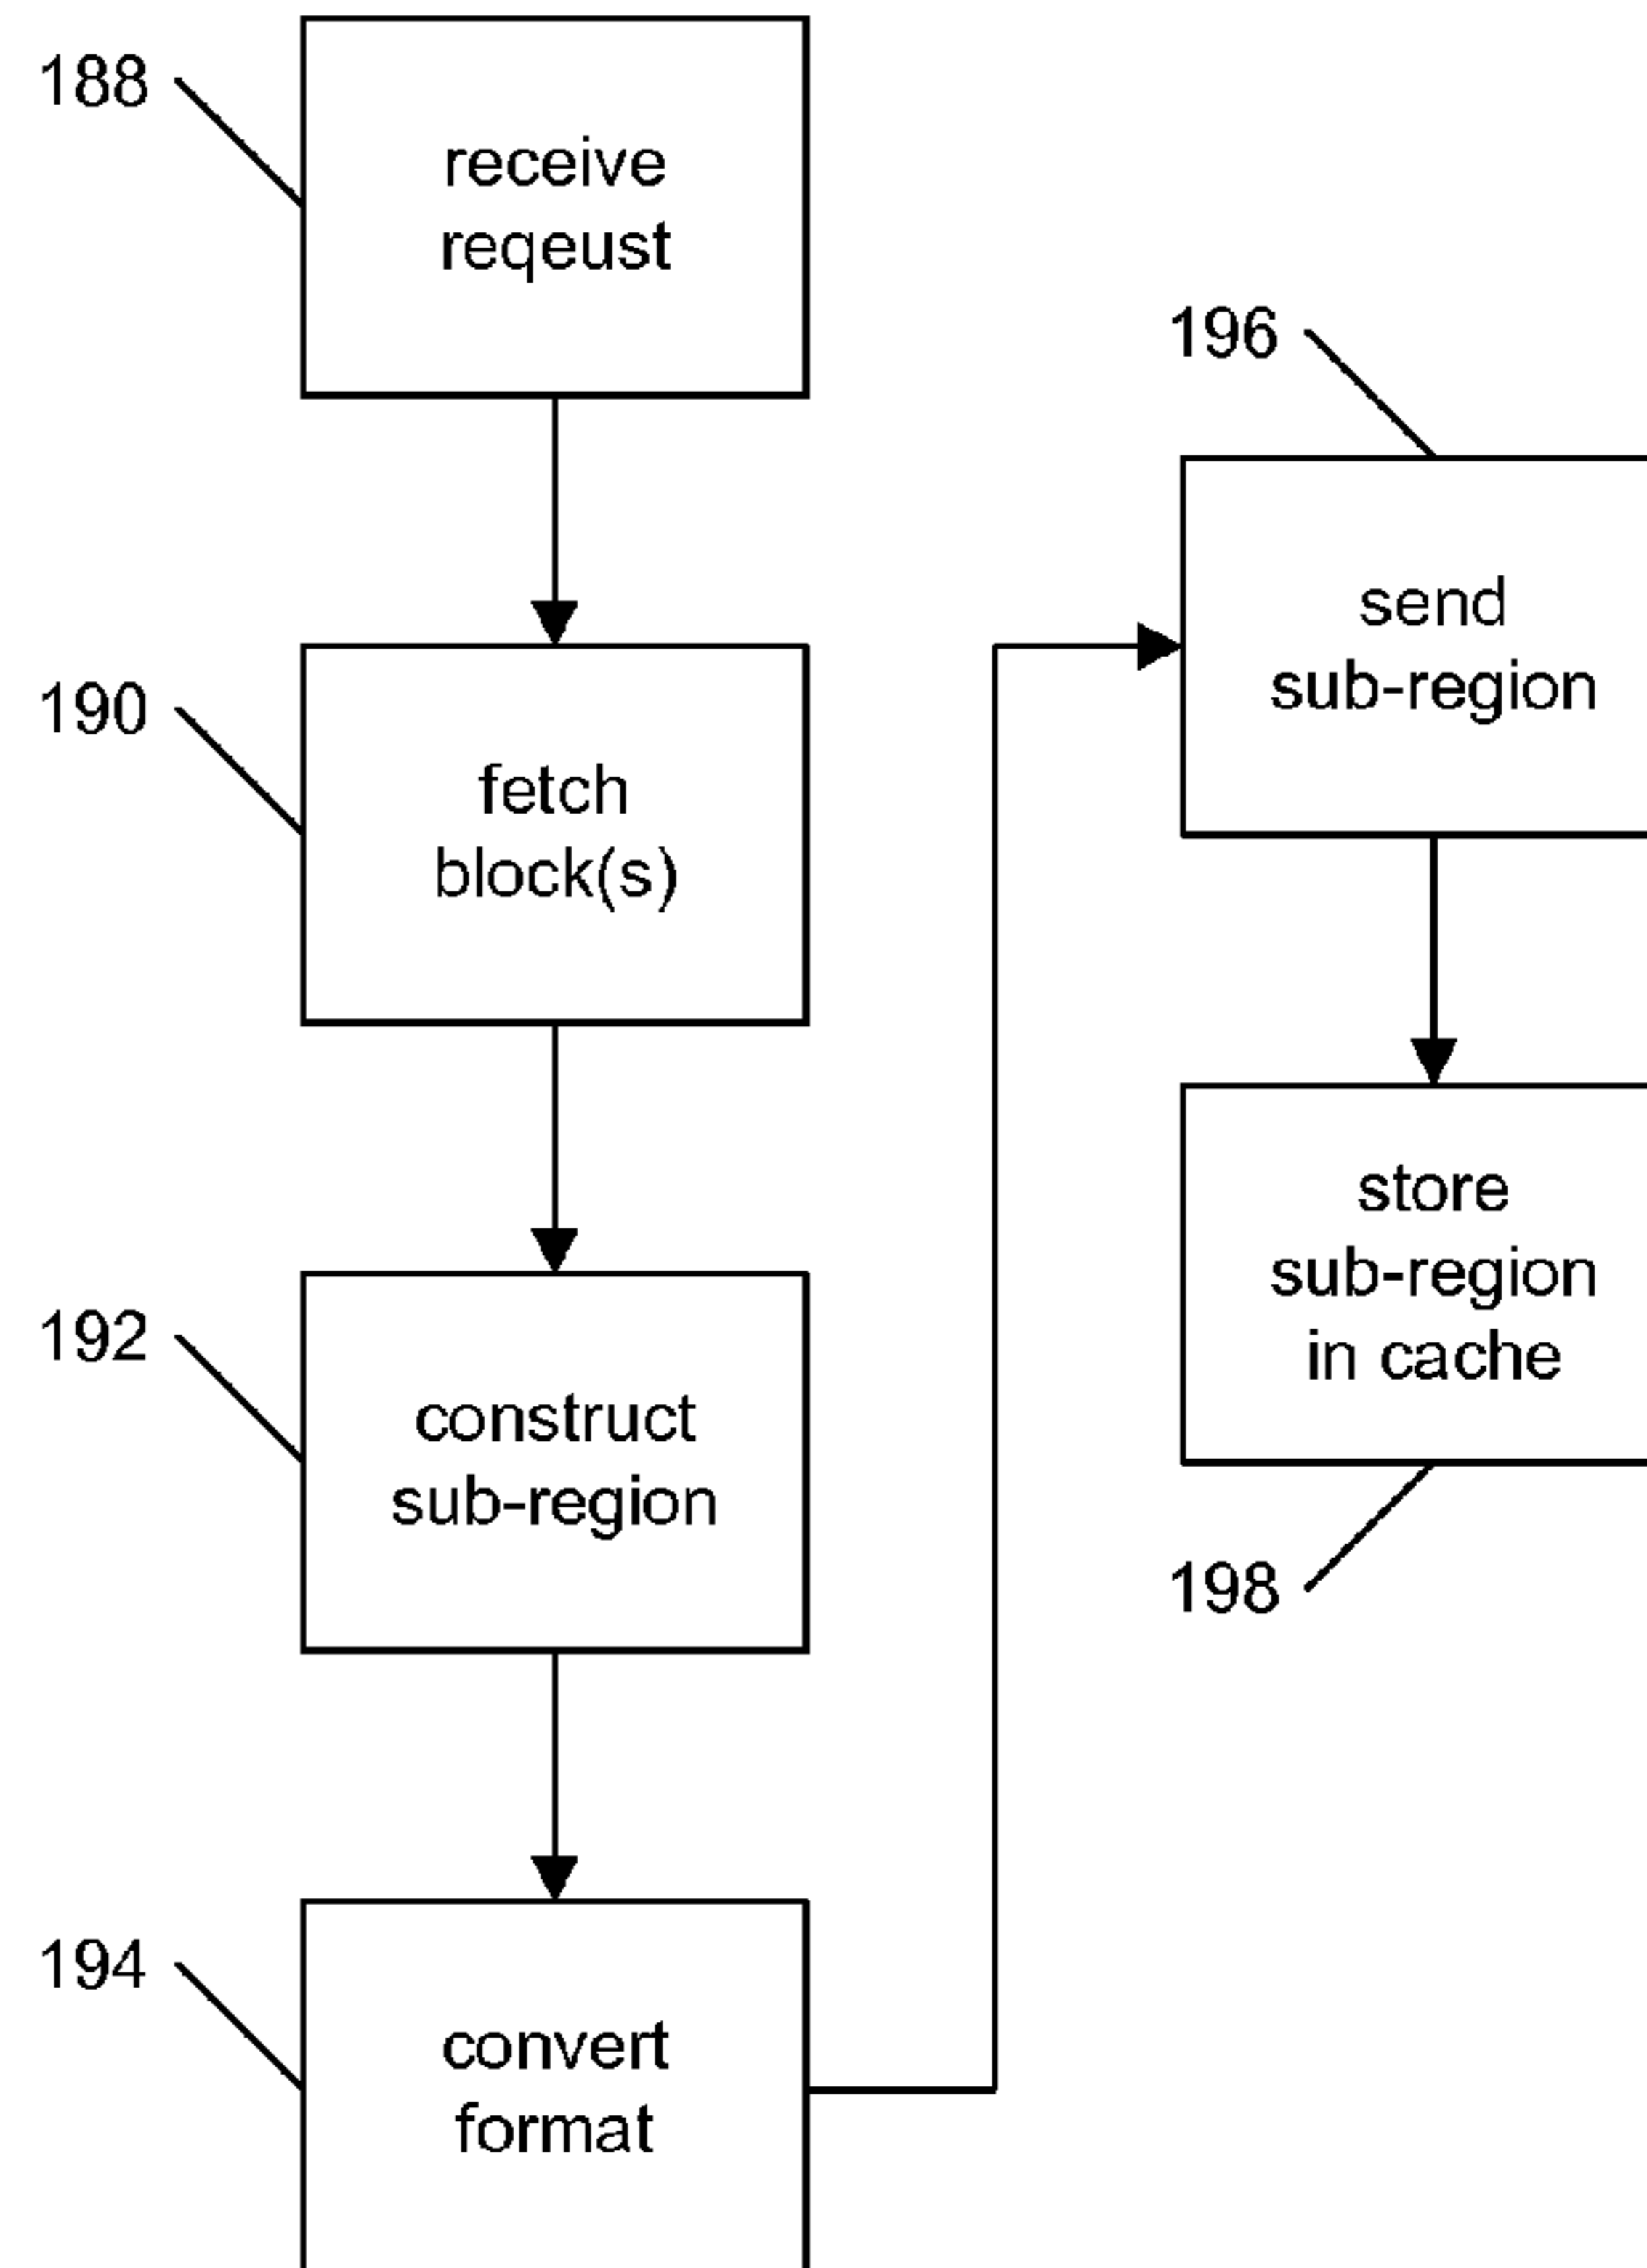 188
receive
reqeust
190
fetch
block(s)
192
construct
sub-region
194
convert
format
196
send
sub-region
store
sub-region
in cache
198